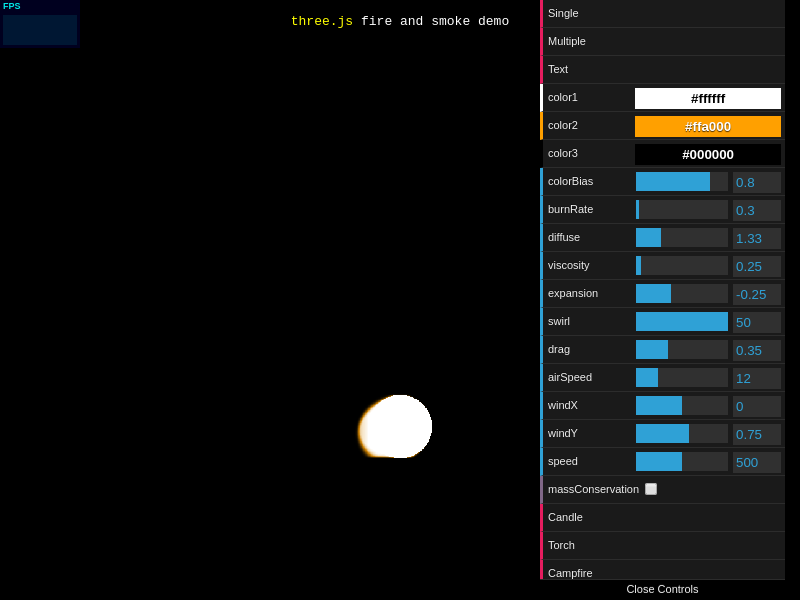 FPS
three.js fire and smoke demo
Single
Multiple
Text
color1 #ffffff
color2 #ffa000
color3 #000000
colorBias 0.8
burnRate 0.3
diffuse 1.33
viscosity 0.25
expansion -0.25
swirl 50
drag 0.35
airSpeed 12
windX 0
windY 0.75
speed 500
massConservation
Candle
Torch
Campfire
Close Controls